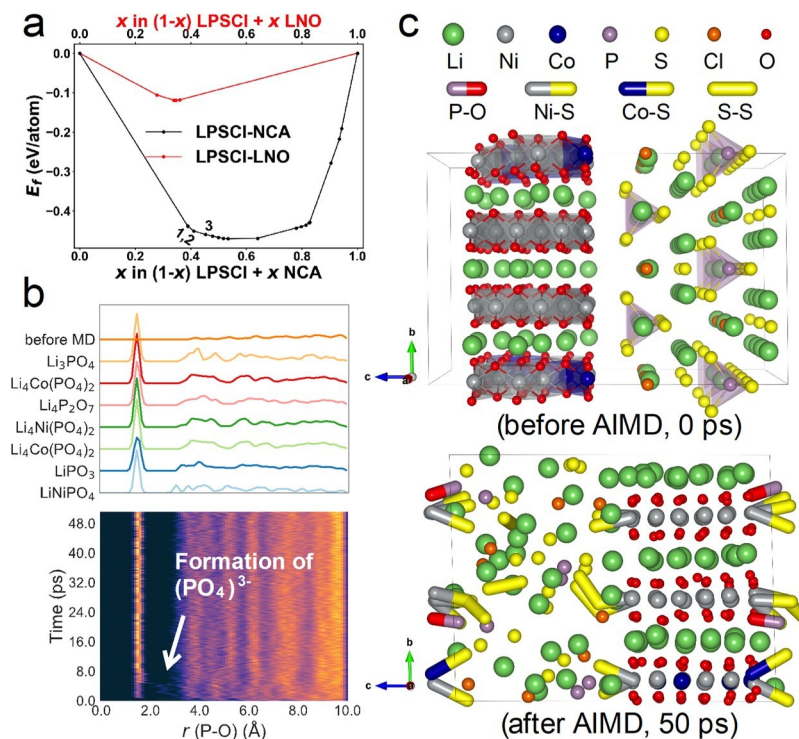 a
x in (1-x) LPSCl + x LNO
0.0 0.2 0.4 0.6 0.8 1.0
0.0
-0.1
-0.2
-0.3
-0.4
Ef (eV/atom)
LPSCl-NCA
LPSCl-LNO
1,2
3
0.0 0.2 0.4 0.6 0.8 1.0
x in (1-x) LPSCl + x NCA
b
before MD
Li₃PO₄
Li₄Co(PO₄)₂
Li₄P₂O₇
Li₄Ni(PO₄)₂
Li₄Co(PO₄)₂
LiPO₃
LiNiPO₄
48.0
40.0
32.0
24.0
16.0
8.0
0.0
Time (ps)
Formation of
(PO₄)³⁻
0.0 2.0 4.0 6.0 8.0 10.0
r (P-O) (Å)
c
Li Ni Co P S Cl O
P-O Ni-S Co-S S-S
b
c
a
(before AIMD, 0 ps)
b
c
a
(after AIMD, 50 ps)